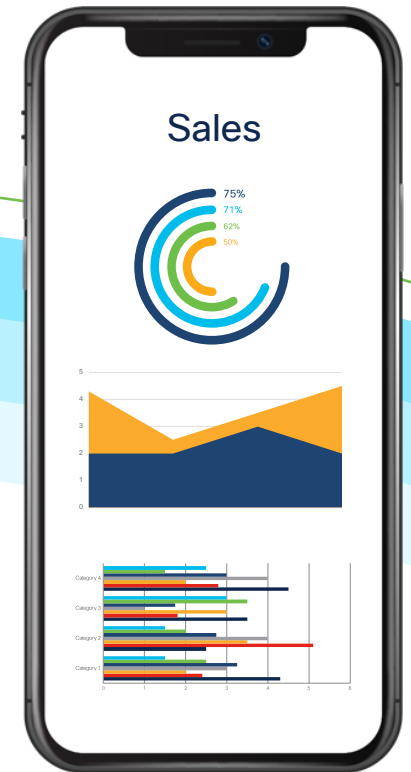 Sales
75%
71%
62%
50%
5
4
3
2
1
0
Category 4
Category 3
Category 2
Category 1
0 1 2 3 4 5 6